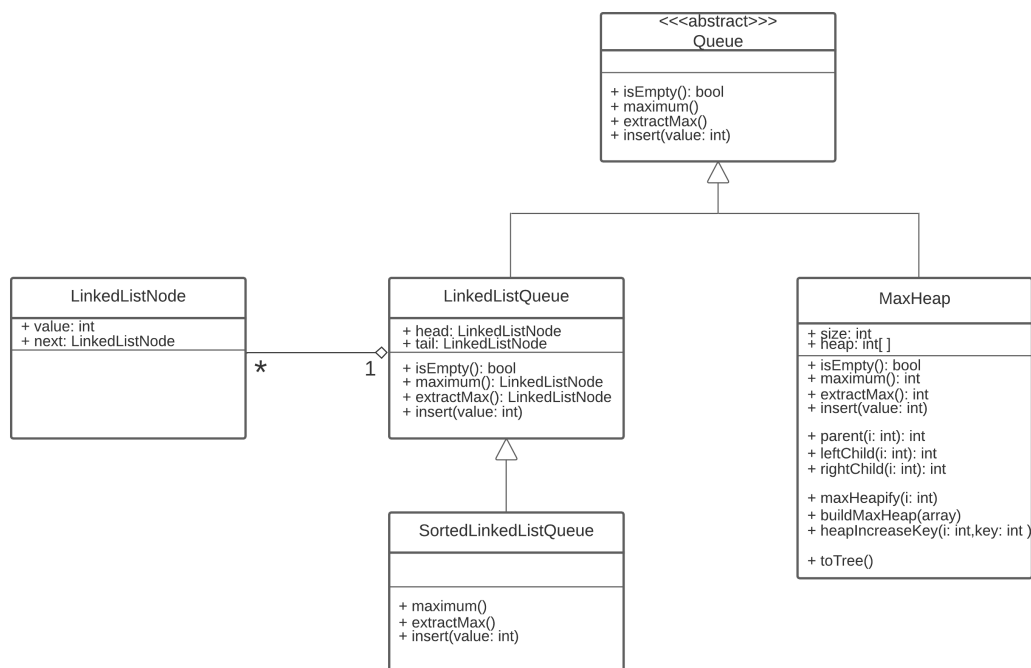 <<<abstract>>>
Queue
+ isEmpty(): bool
+ maximum()
+ extractMax()
+ insert(value: int)
LinkedListNode
+ value: int
+ next: LinkedListNode
*
1
LinkedListQueue
+ head: LinkedListNode
+ tail: LinkedListNode
+ isEmpty(): bool
+ maximum(): LinkedListNode
+ extractMax(): LinkedListNode
+ insert(value: int)
MaxHeap
+ size: int
+ heap: int[ ]
+ isEmpty(): bool
+ maximum(): int
+ extractMax(): int
+ insert(value: int)
+ parent(i: int): int
+ leftChild(i: int): int
+ rightChild(i: int): int
+ maxHeapify(i: int)
+ buildMaxHeap(array)
+ heapIncreaseKey(i: int,key: int )
+ toTree()
SortedLinkedListQueue
+ maximum()
+ extractMax()
+ insert(value: int)